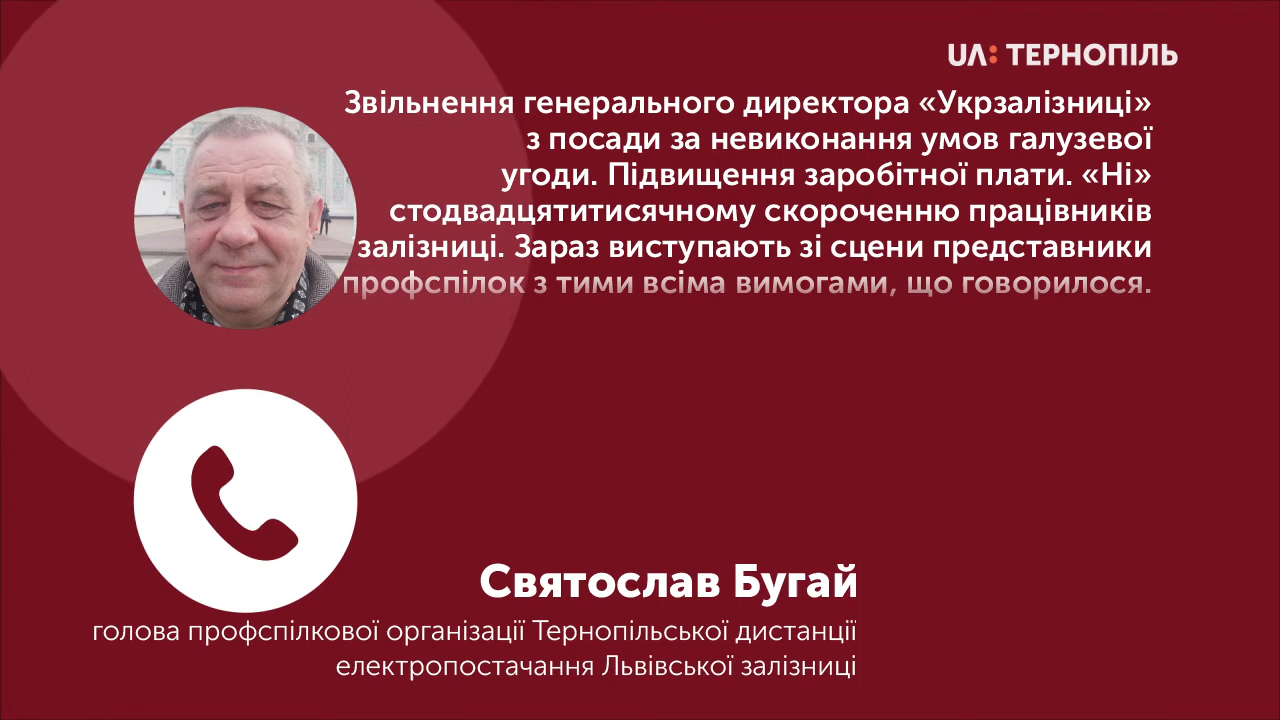 UA: ТЕРНОПІЛЬ
Звільнення генерального директора «Укрзалізниці»
з посади за невиконання умов галузевої
угоди. Підвищення заробітної плати. «Ні»
стодвадцятитисячному скороченню працівників
залізниці. Зараз виступають зі сцени представники
профспілок з тими всіма вимогами, що говорилося.
Святослав Бугай
голова профспілкової організації Тернопільської дистанції
електропостачання Львівської залізниці